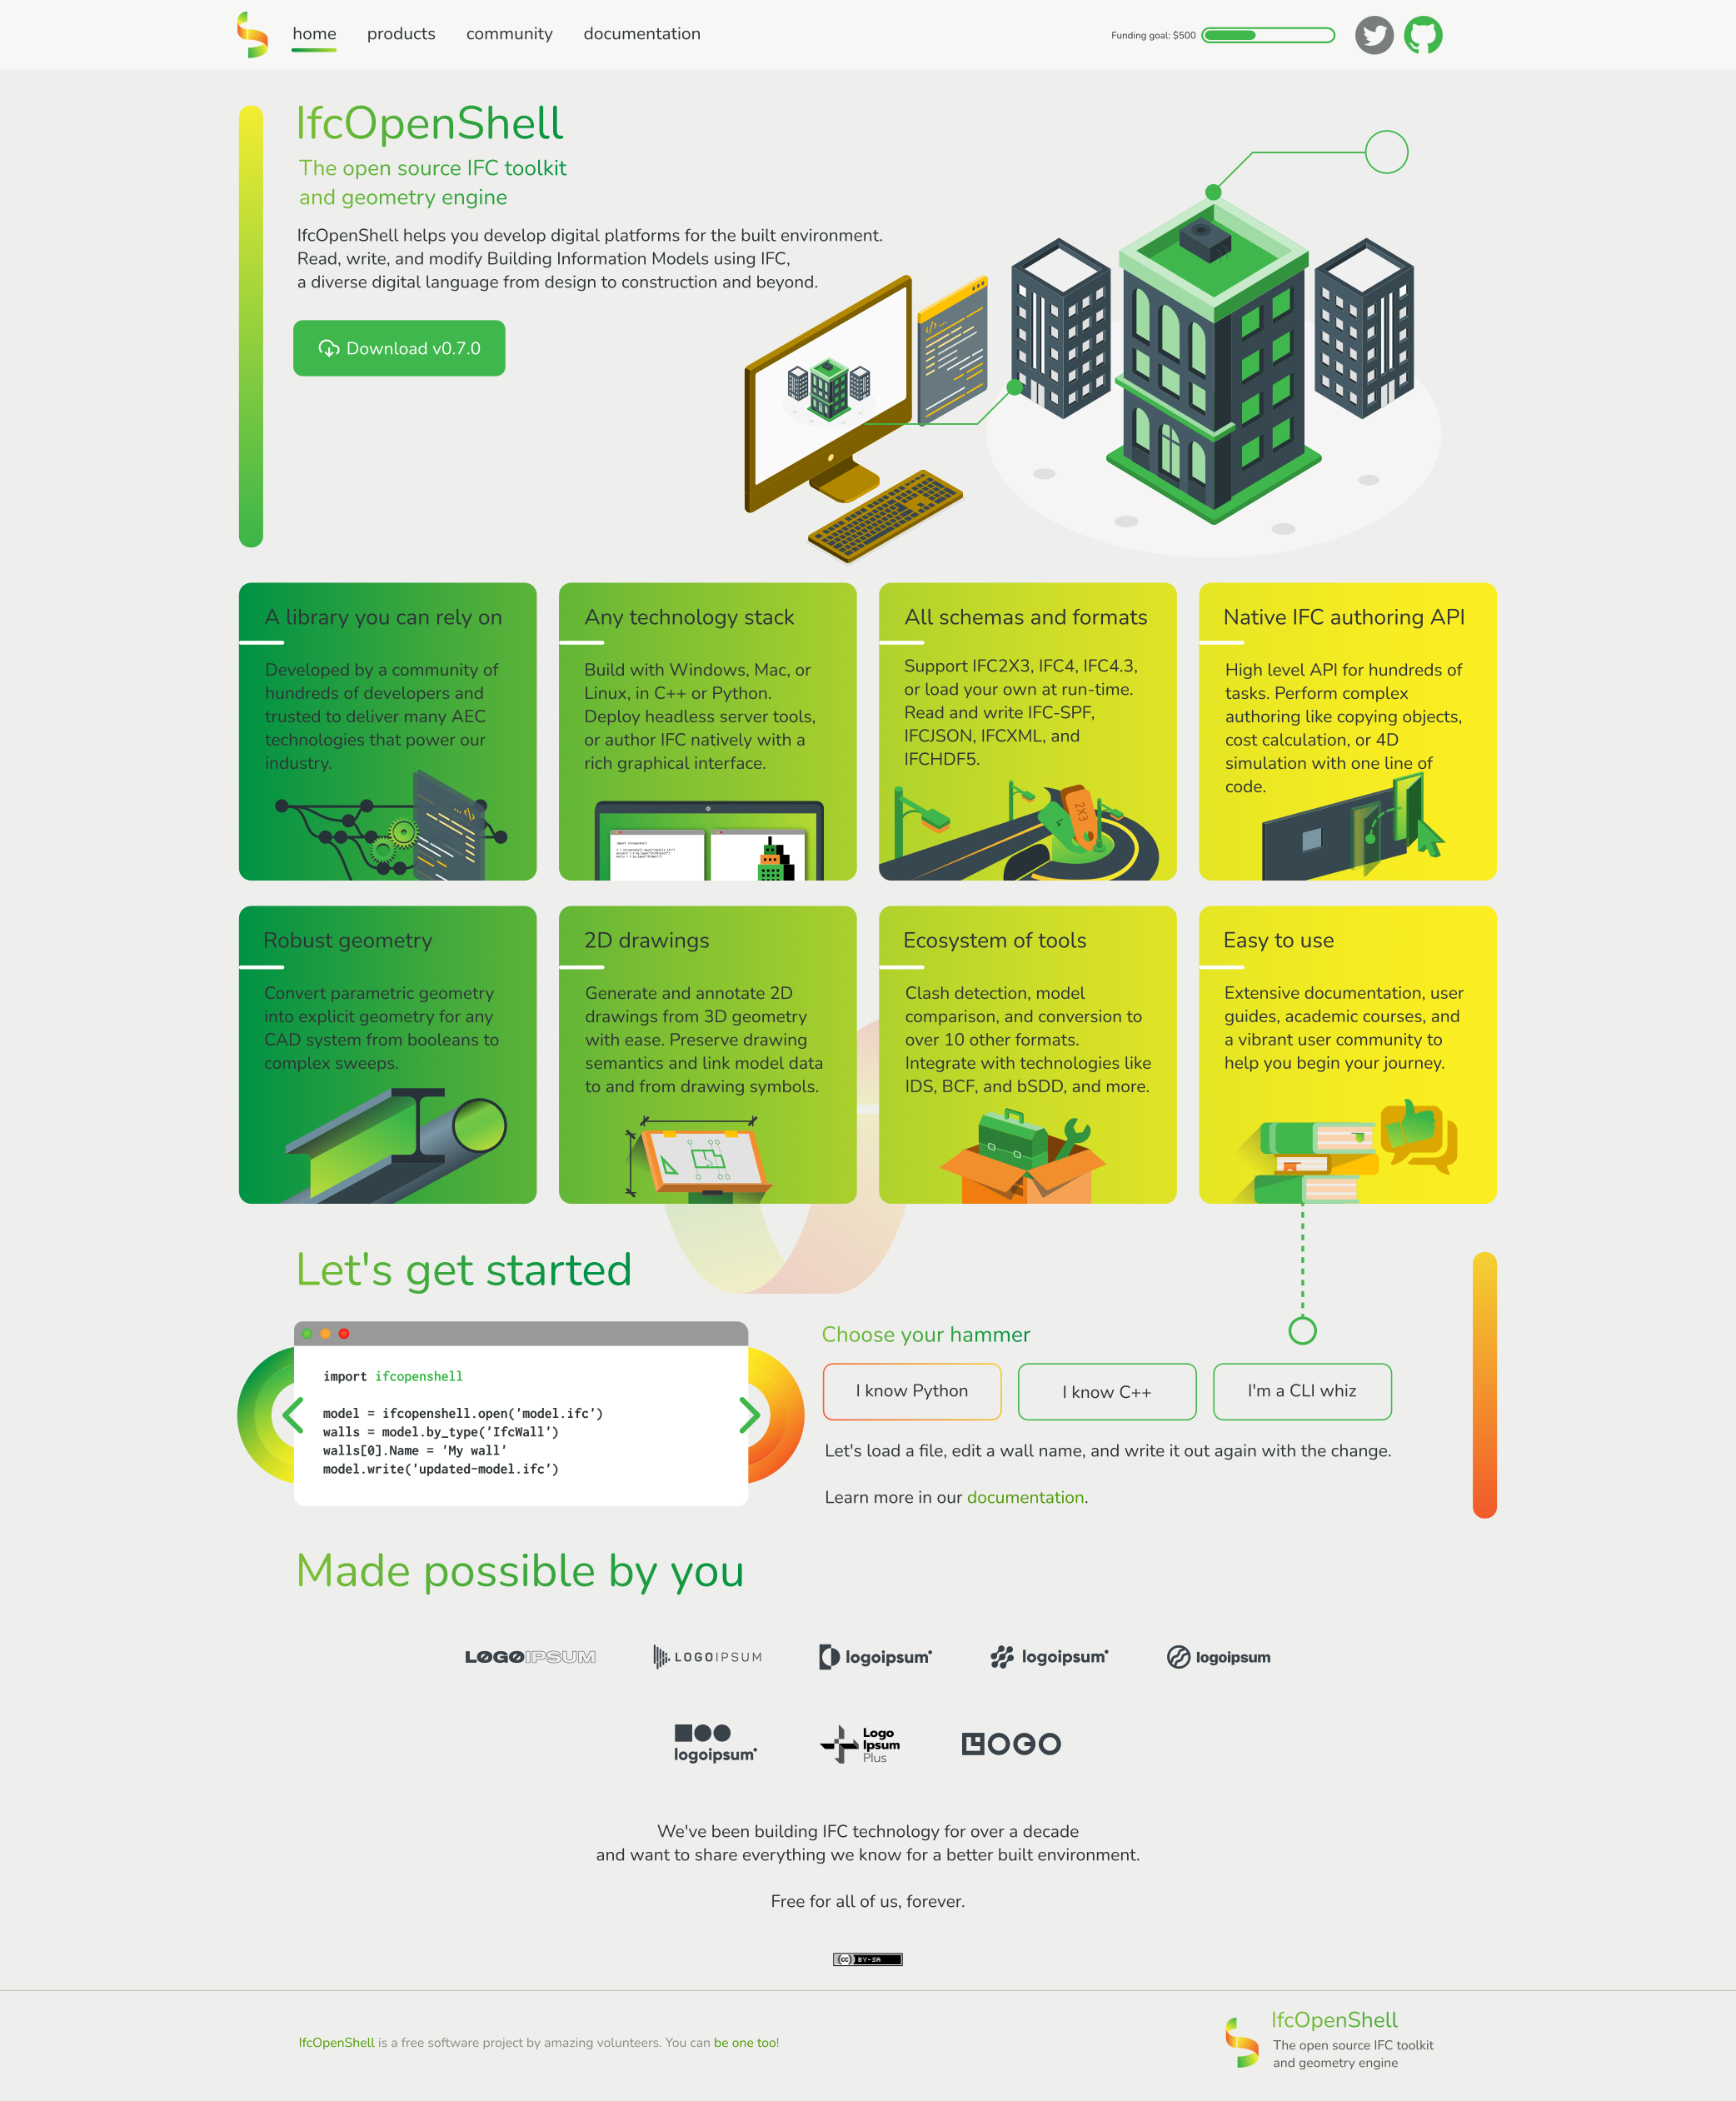 home products community documentation
Funding goal: $500
IfcOpenShell
The open source IFC toolkit
and geometry engine
IfcOpenShell helps you develop digital platforms for the built environment.
Read, write, and modify Building Information Models using IFC,
a diverse digital language from design to construction and beyond.
Download v0.7.0
</...
A library you can rely on
Developed by a community of
hundreds of developers and
trusted to deliver many AEC
technologies that power our
industry.
Any technology stack
Build with Windows, Mac, or
Linux, in C++ or Python.
Deploy headless server tools,
or author IFC natively with a
rich graphical interface.
All schemas and formats
Support IFC2X3, IFC4, IFC4.3,
or load your own at run-time.
Read and write IFC-SPF,
IFCJSON, IFCXML, and
IFCHDF5.
2X3
Native IFC authoring API
High level API for hundreds of
tasks. Perform complex
authoring like copying objects,
cost calculation, or 4D
simulation with one line of
code.
Robust geometry
Convert parametric geometry
into explicit geometry for any
CAD system from booleans to
complex sweeps.
2D drawings
Generate and annotate 2D
drawings from 3D geometry
with ease. Preserve drawing
semantics and link model data
to and from drawing symbols.
Ecosystem of tools
Clash detection, model
comparison, and conversion to
over 10 other formats.
Integrate with technologies like
IDS, BCF, and bSDD, and more.
Easy to use
Extensive documentation, user
guides, academic courses, and
a vibrant user community to
help you begin your journey.
Let's get started
import ifcopenshell
model = ifcopenshell.open('model.ifc')
walls = model.by_type('IfcWall')
walls[0].Name = 'My wall'
model.write('updated-model.ifc')
Choose your hammer
I know Python
I know C++
I'm a CLI whiz
Let's load a file, edit a wall name, and write it out again with the change.
Learn more in our documentation.
Made possible by you
LOGOIPSUM
LOGOIPSUM
logoipsum
logoipsum
logoipsum
logoipsum
Logo
Ipsum
Plus
LOGO
We've been building IFC technology for over a decade
and want to share everything we know for a better built environment.
Free for all of us, forever.
cc BY-SA
IfcOpenShell is a free software project by amazing volunteers. You can be one too!
IfcOpenShell
The open source IFC toolkit
and geometry engine